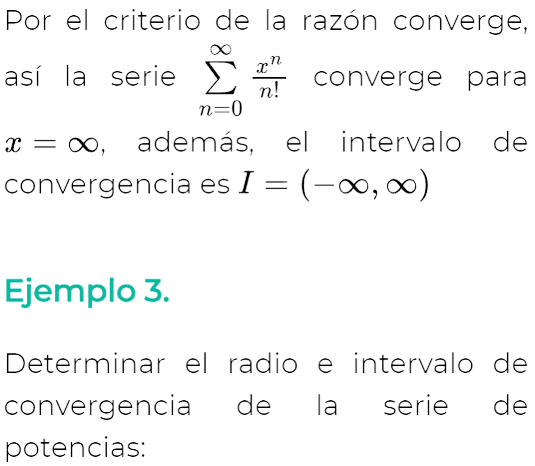 Por el criterio de la razón converge,
así la serie $\sum_{n=0}^{\infty} \frac{x^n}{n!}$ converge para
$x = \infty$, además, el intervalo de
convergencia es $I = (-\infty, \infty)$
Ejemplo 3.
Determinar el radio e intervalo de
convergencia de la serie de
potencias: